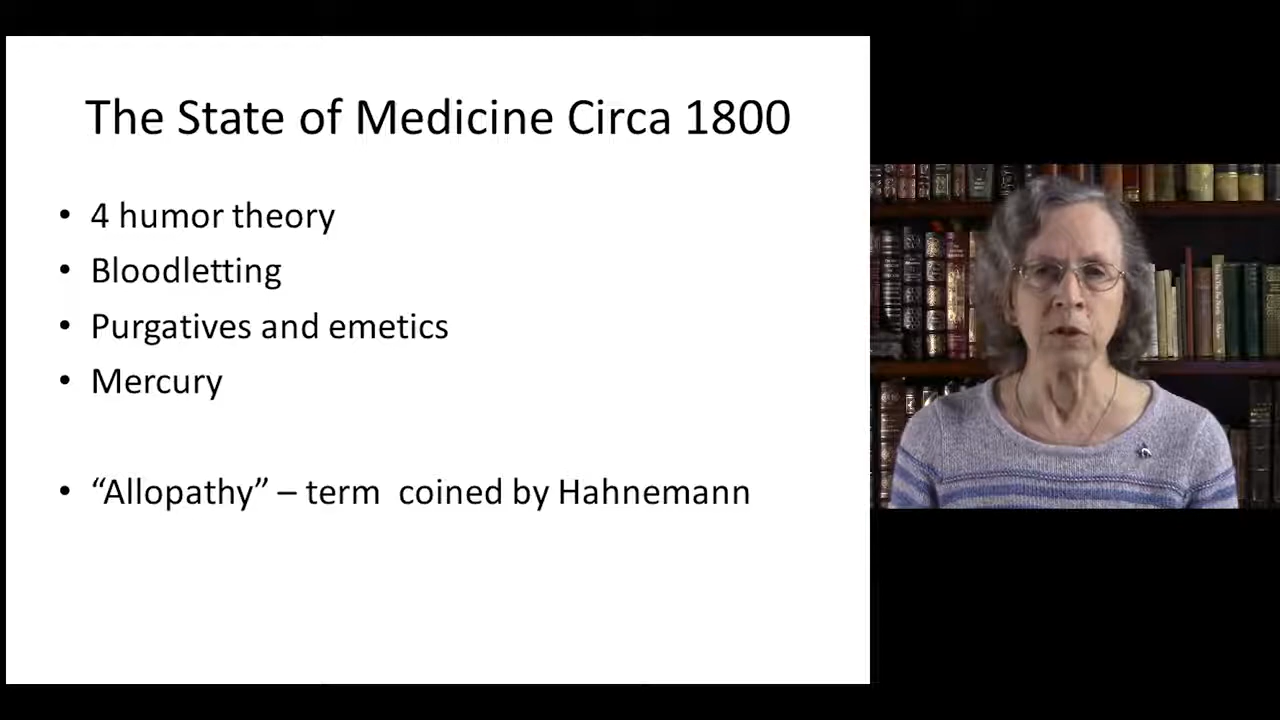 The State of Medicine Circa 1800
• 4 humor theory
• Bloodletting
• Purgatives and emetics
• Mercury
• “Allopathy” – term  coined by Hahnemann